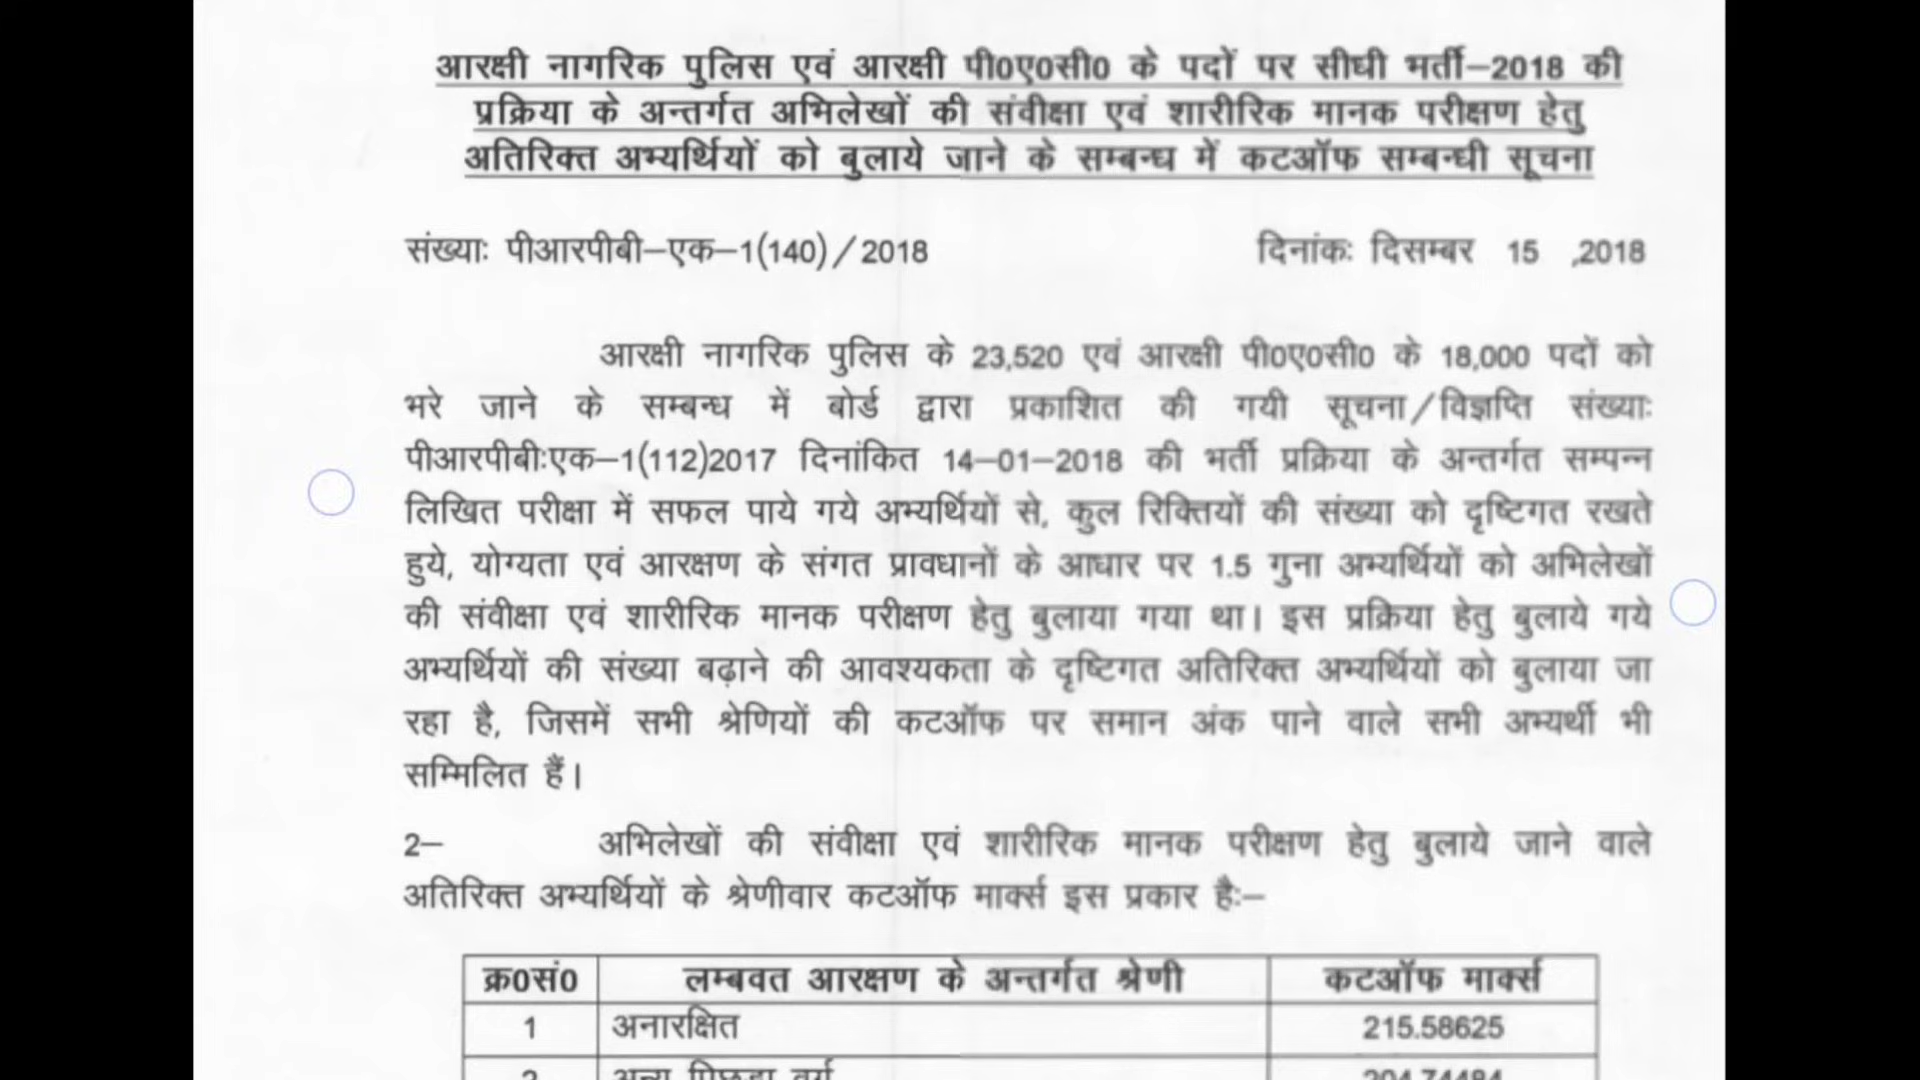 आरक्षी नागरिक पुलिस एवं आरक्षी पी0ए0सी0 के पदों पर सीधी भर्ती–2018 की
प्रक्रिया के अन्तर्गत अभिलेखों की संवीक्षा एवं शारीरिक मानक परीक्षण हेतु
अतिरिक्त अभ्यर्थियों को बुलाये जाने के सम्बन्ध में कटऑफ सम्बन्धी सूचना
संख्याः पीआरपीबी–एक–1(140)/2018 दिनांकः दिसम्बर 15 ,2018
आरक्षी नागरिक पुलिस के 23,520 एवं आरक्षी पी0ए0सी0 के 18,000 पदों को
भरे जाने के सम्बन्ध में बोर्ड द्वारा प्रकाशित की गयी सूचना/विज्ञप्ति संख्याः
पीआरपीबीःएक–1(112)2017 दिनांकित 14–01–2018 की भर्ती प्रक्रिया के अन्तर्गत सम्पन्न
लिखित परीक्षा में सफल पाये गये अभ्यर्थियों से, कुल रिक्तियों की संख्या को दृष्टिगत रखते
हुये, योग्यता एवं आरक्षण के संगत प्रावधानों के आधार पर 1.5 गुना अभ्यर्थियों को अभिलेखों
की संवीक्षा एवं शारीरिक मानक परीक्षण हेतु बुलाया गया था। इस प्रक्रिया हेतु बुलाये गये
अभ्यर्थियों की संख्या बढ़ाने की आवश्यकता के दृष्टिगत अतिरिक्त अभ्यर्थियों को बुलाया जा
रहा है, जिसमें सभी श्रेणियों की कटऑफ पर समान अंक पाने वाले सभी अभ्यर्थी भी
सम्मिलित हैं।
2– अभिलेखों की संवीक्षा एवं शारीरिक मानक परीक्षण हेतु बुलाये जाने वाले
अतिरिक्त अभ्यर्थियों के श्रेणीवार कटऑफ मार्क्स इस प्रकार हैः–
क्र0सं0 लम्बवत आरक्षण के अन्तर्गत श्रेणी कटऑफ मार्क्स
1 अनारक्षित 215.58625
2 अन्य पिछड़ा वर्ग 204.74484